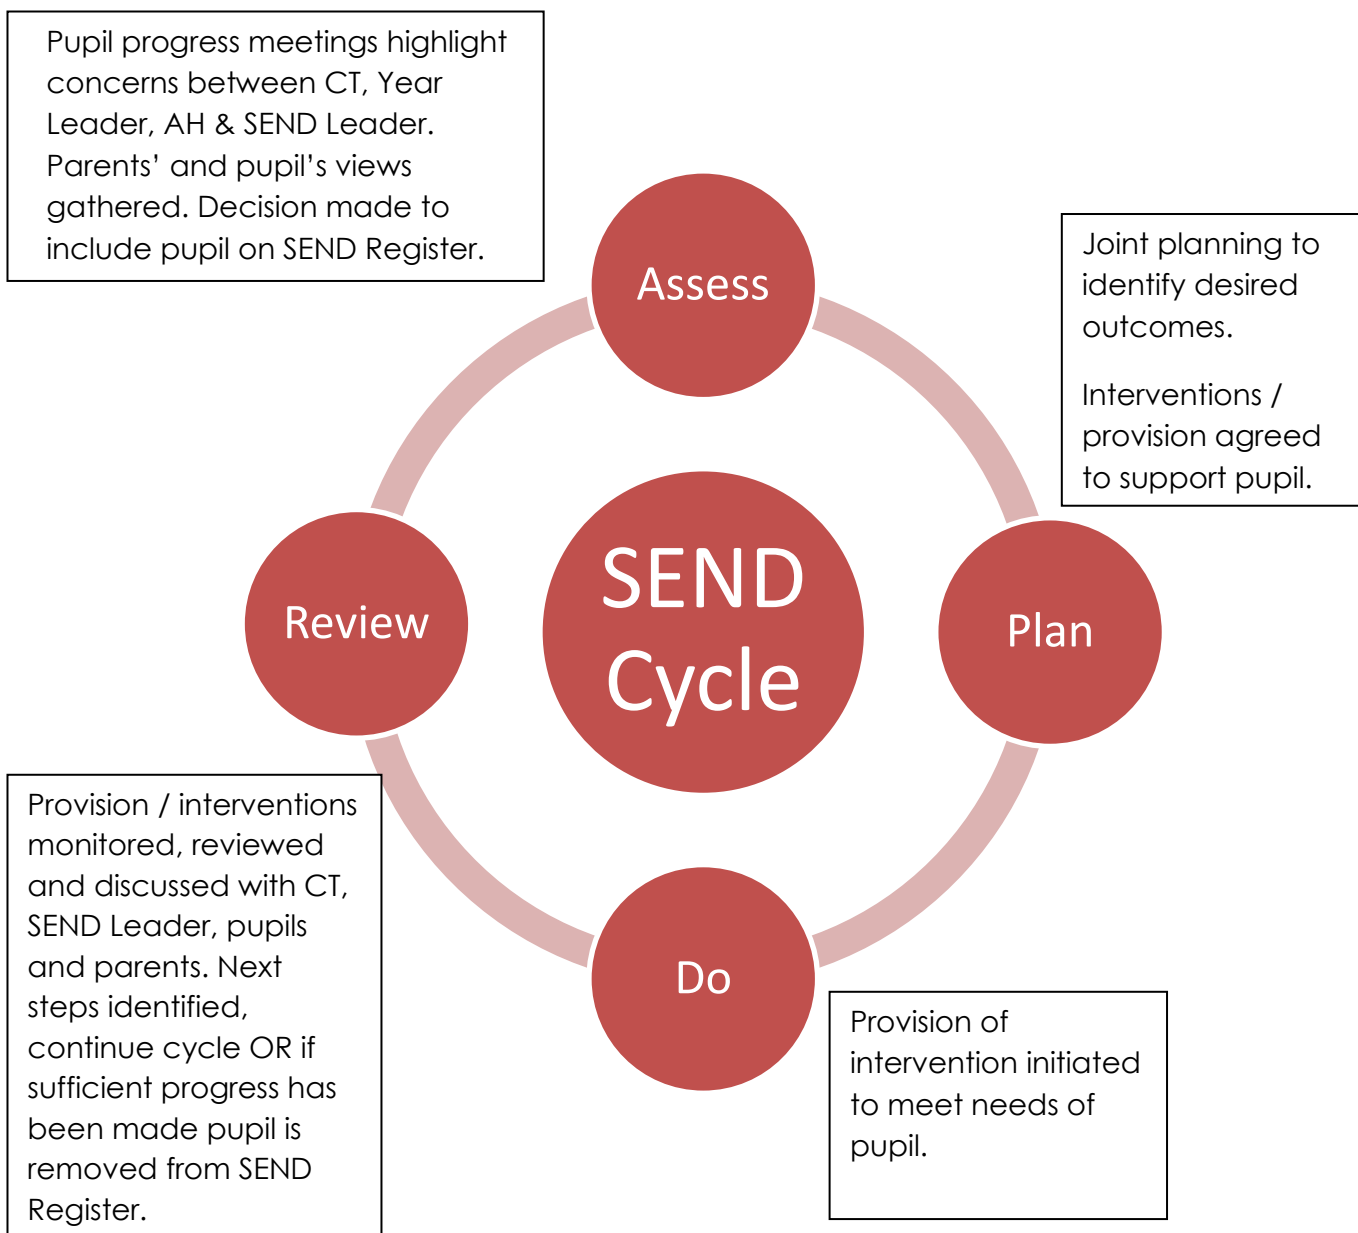 Pupil progress meetings highlight
concerns between CT, Year
Leader, AH & SEND Leader.
Parents’ and pupil’s views
gathered. Decision made to
include pupil on SEND Register.
Assess
Joint planning to
identify desired
outcomes.
Interventions /
provision agreed
to support pupil.
SEND
Cycle
Review
Plan
Provision / interventions
monitored, reviewed
and discussed with CT,
SEND Leader, pupils
and parents. Next
steps identified,
continue cycle OR if
sufficient progress has
been made pupil is
removed from SEND
Register.
Do
Provision of
intervention initiated
to meet needs of
pupil.